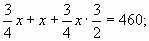 3/4 x + x + 3/4 x · 3/2 = 460;